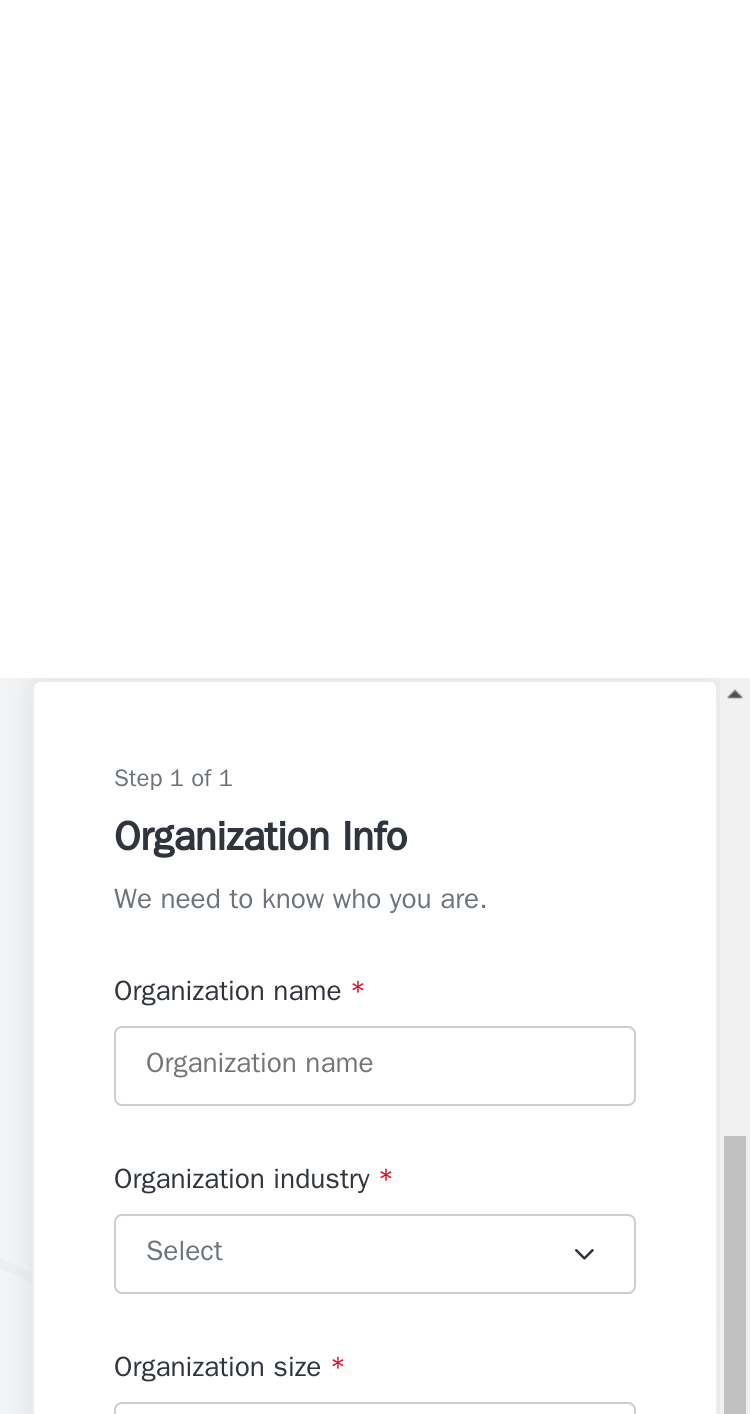 Step 1 of 1
Organization Info
We need to know who you are.
Organization name *
Organization name
Organization industry *
Select
Organization size *